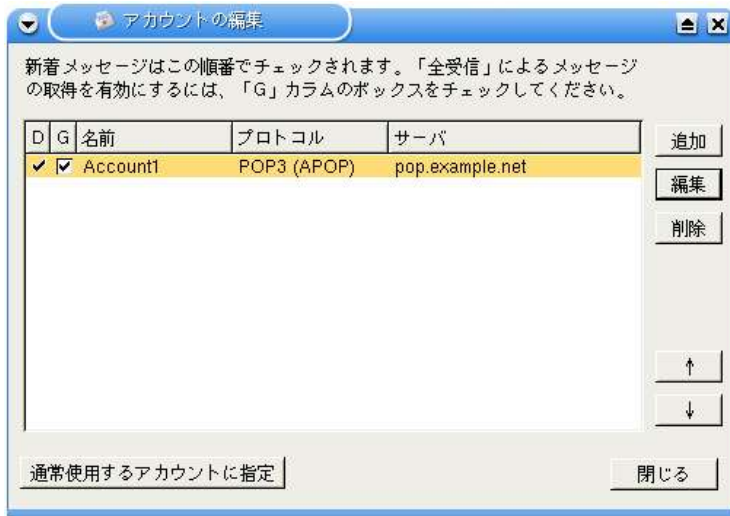 アカウントの編集
新着メッセージはこの順番でチェックされます。「全受信」によるメッセージ
の取得を有効にするには、「G」カラムのボックスをチェックしてください。
D G 名前 プロトコル サーバ
Account1 POP3 (APOP) pop.example.net
追加
編集
削除
↑
↓
通常使用するアカウントに指定
閉じる